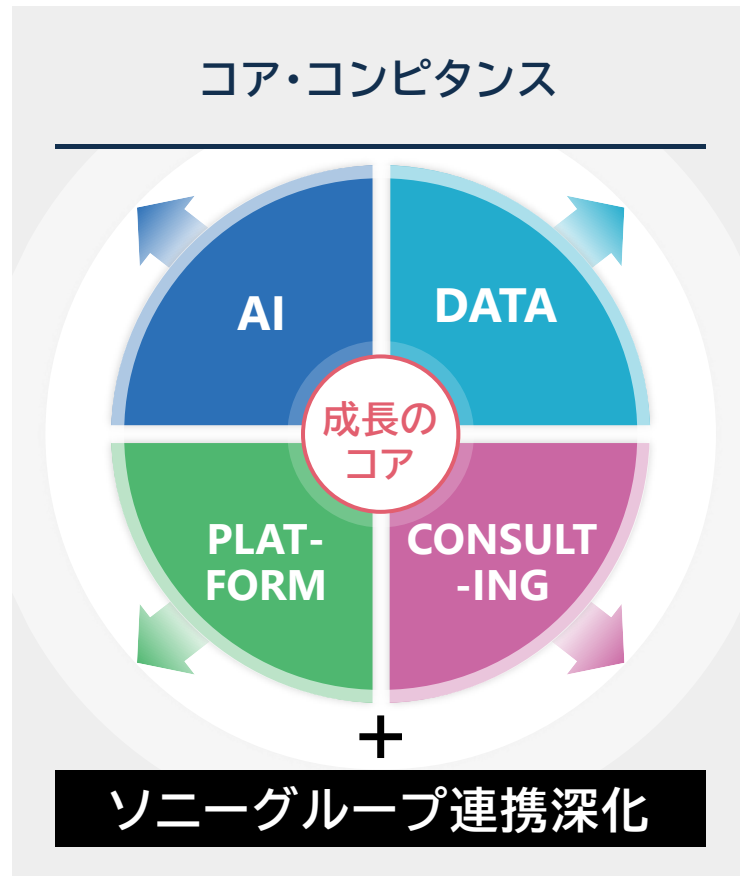 コア・コンピタンス
AI
DATA
成長の
コア
PLAT-
FORM
CONSULT
-ING
+
ソニーグループ連携深化